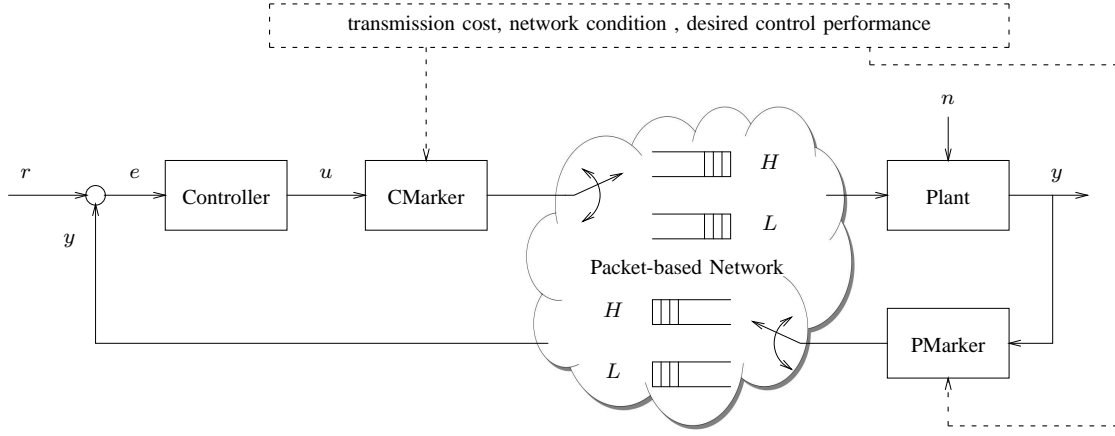 transmission cost, network condition , desired control performance
n
r
e
Controller
u
CMarker
H
Plant
y
y
L
Packet-based Network
H
PMarker
L